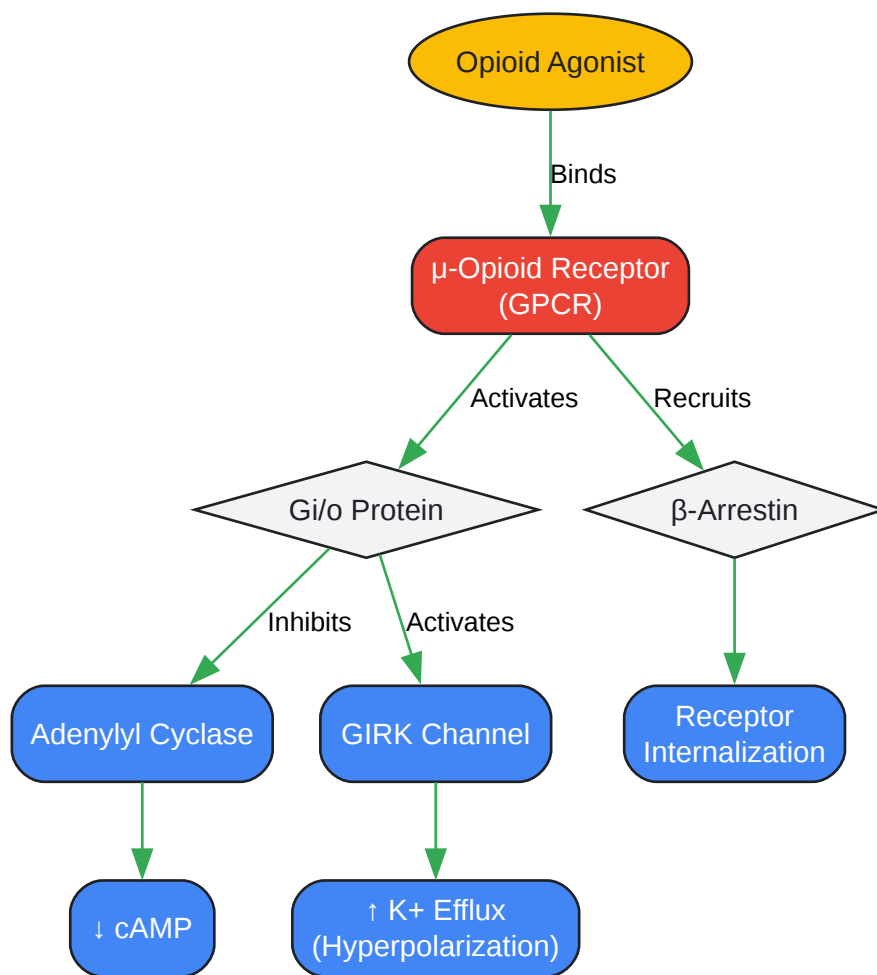 Opioid Agonist
Binds
μ-Opioid Receptor
(GPCR)
Activates
Recruits
Gi/o Protein
β-Arrestin
Inhibits
Activates
Adenylyl Cyclase
GIRK Channel
Receptor
Internalization
↓ cAMP
↑ K+ Efflux
(Hyperpolarization)